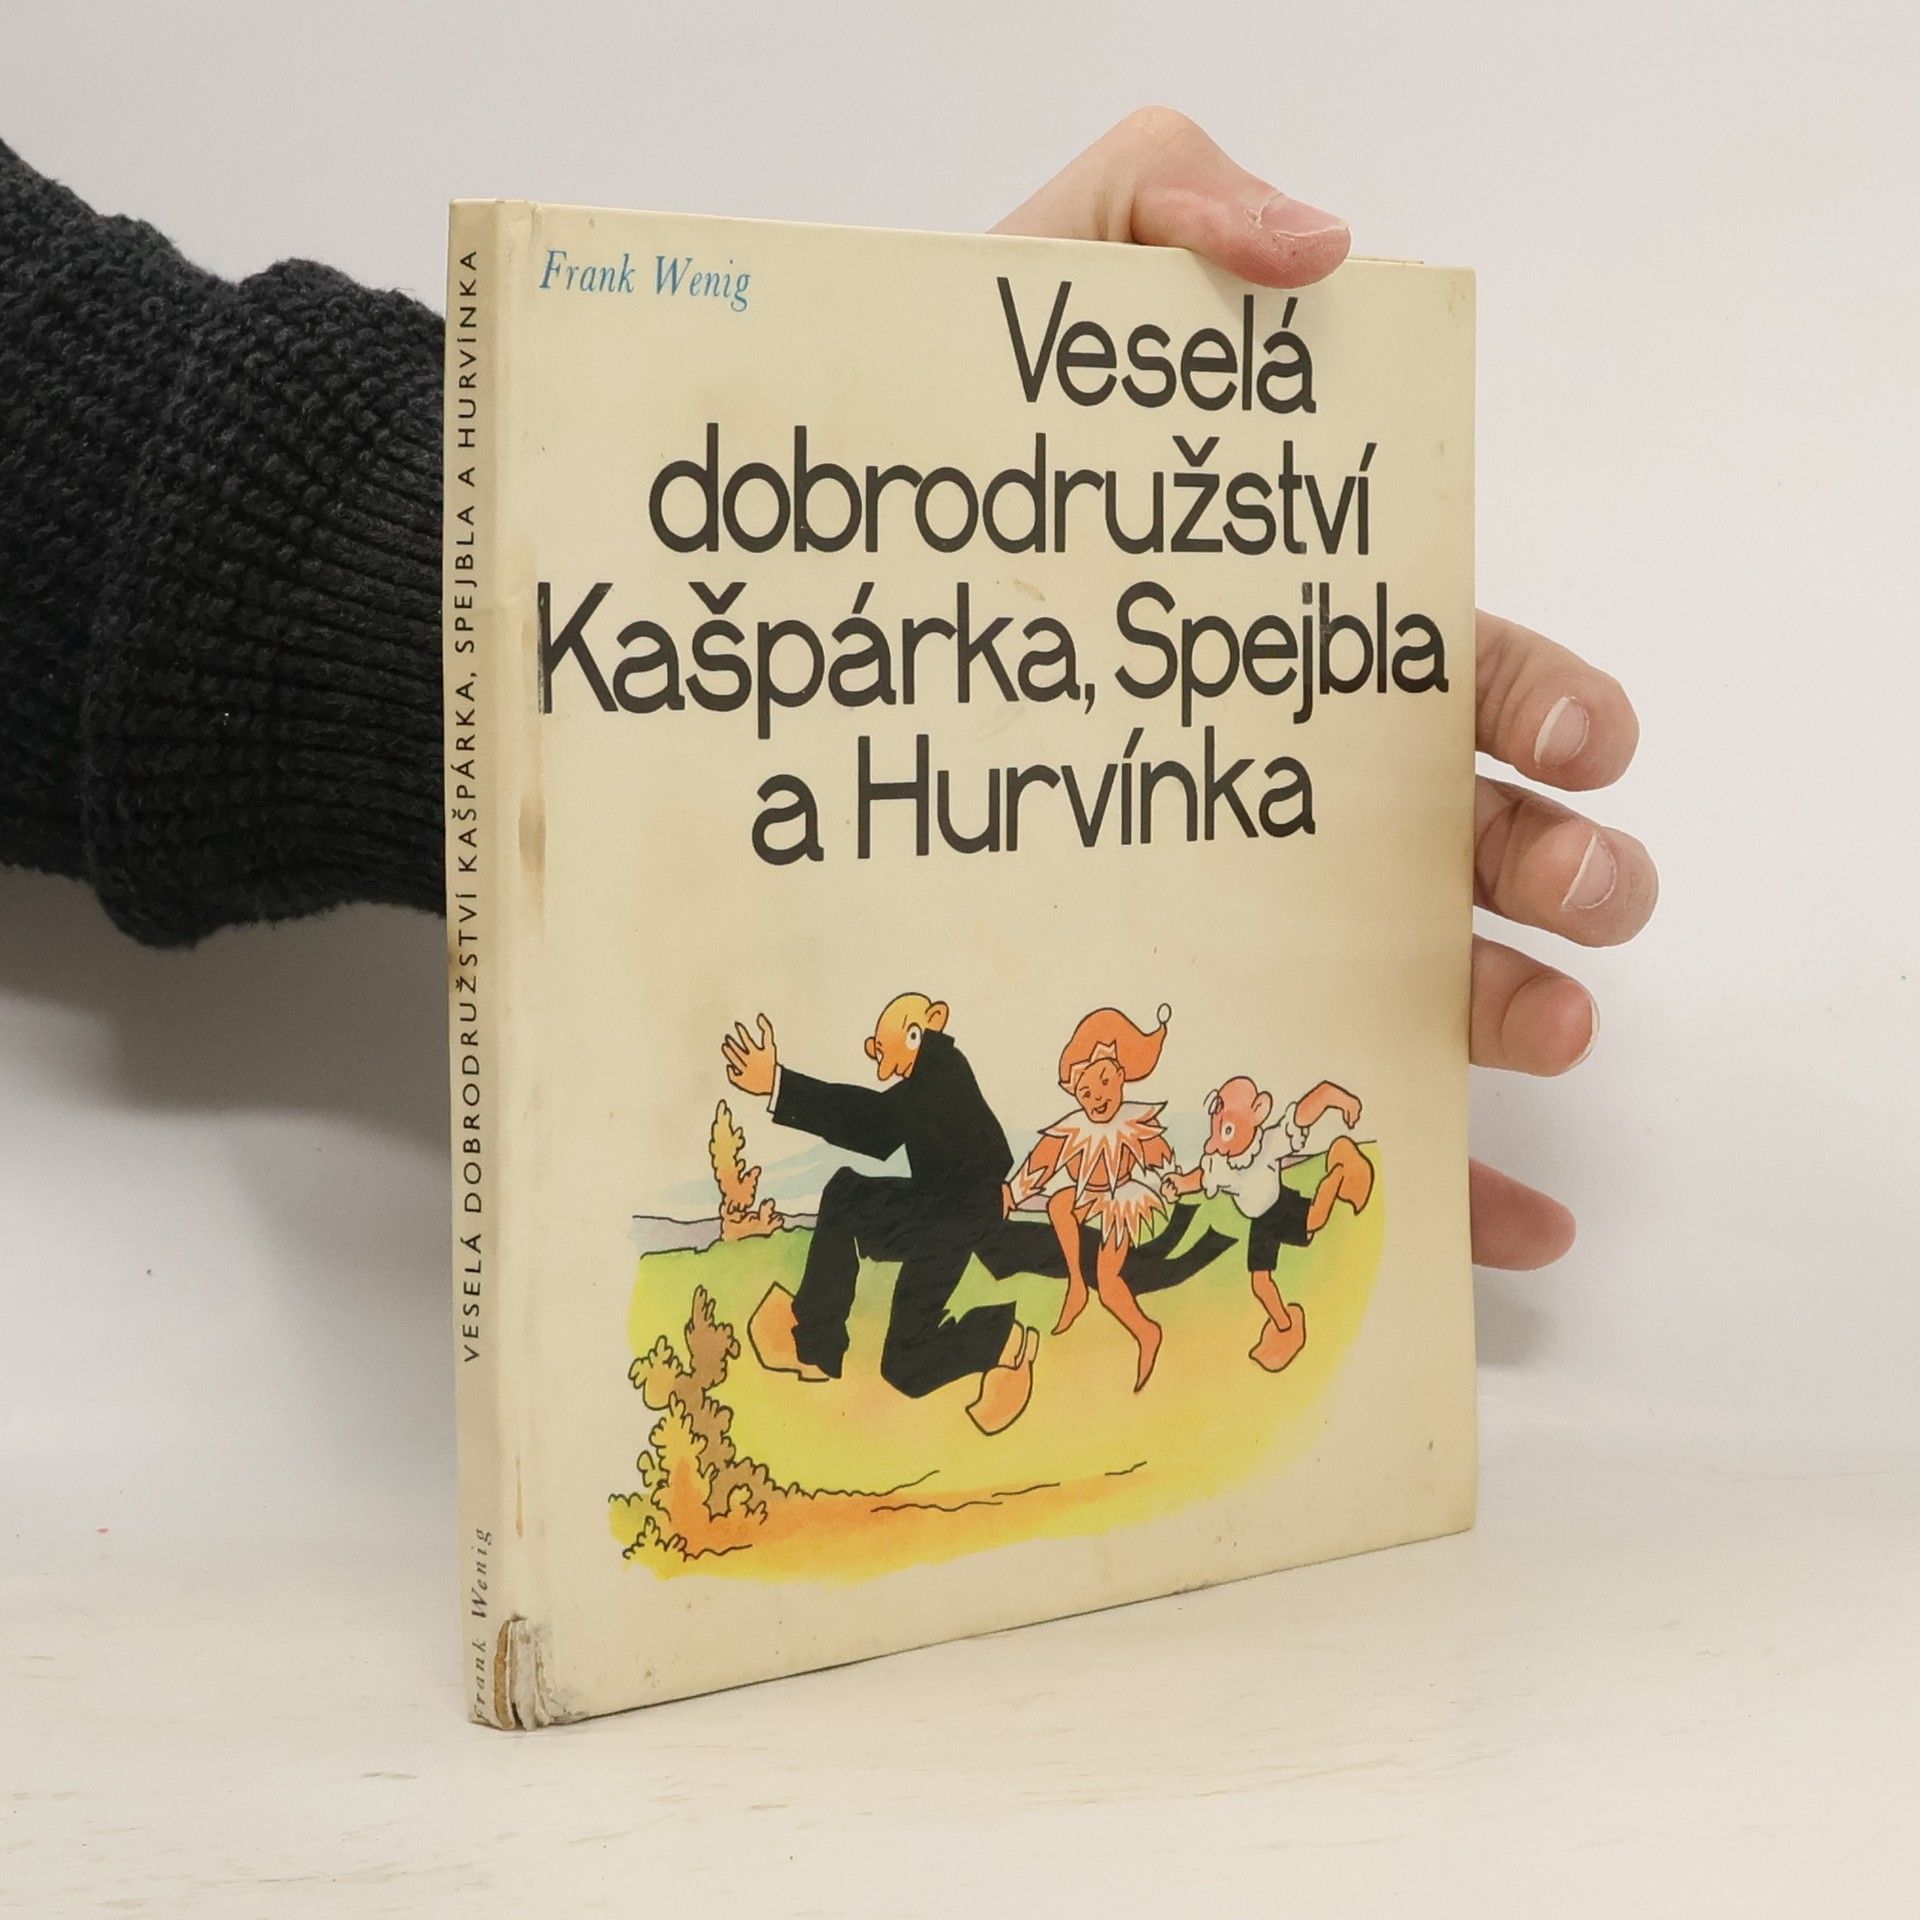 Frank Wenig
Veselá
dobrodružství
Kašpárka, Spejbla
a Hurvínka
VESELÁ DOBRODRUŽSTVÍ KAŠPÁRKA, SPEJBLA A HURVÍNKA
Frank Wenig